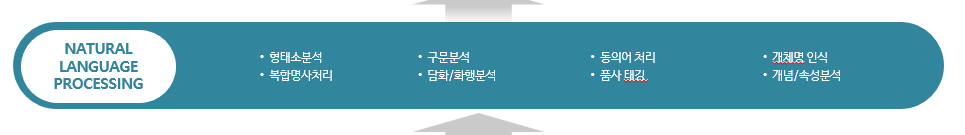 NATURAL
LANGUAGE
PROCESSING
• 형태소분석
• 복합명사처리
• 구문분석
• 담화/화행분석
• 동의어 처리
• 품사 태깅
• 개체명 인식
• 개념/속성분석